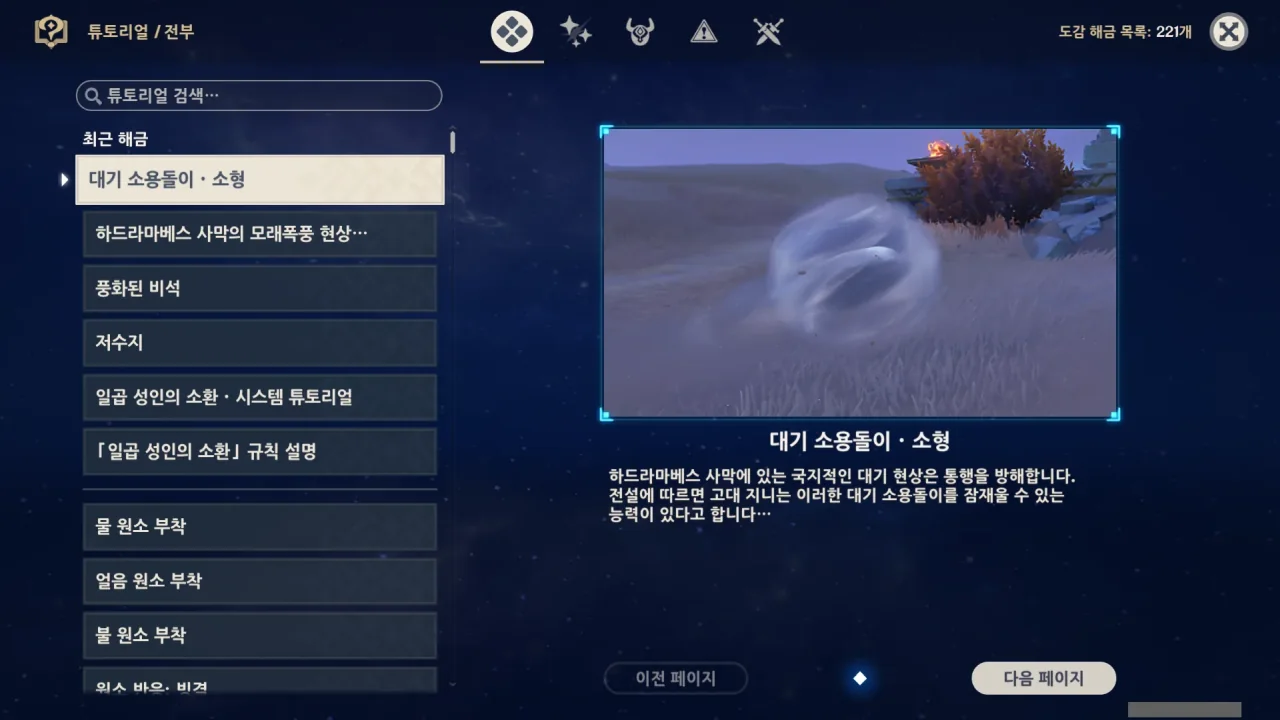 튜토리얼 / 전부
도감 해금 목록: 221개
튜토리얼 검색…
최근 해금
대기 소용돌이 · 소형
하드라마베스 사막의 모래폭풍 현상…
풍화된 비석
저수지
일곱 성인의 소환 · 시스템 튜토리얼
「일곱 성인의 소환」 규칙 설명
물 원소 부착
얼음 원소 부착
불 원소 부착
원소 반응: 빙결
대기 소용돌이 · 소형
하드라마베스 사막에 있는 국지적인 대기 현상은 통행을 방해합니다.
전설에 따르면 고대 지니는 이러한 대기 소용돌이를 잠재울 수 있는
능력이 있다고 합니다…
이전 페이지
다음 페이지